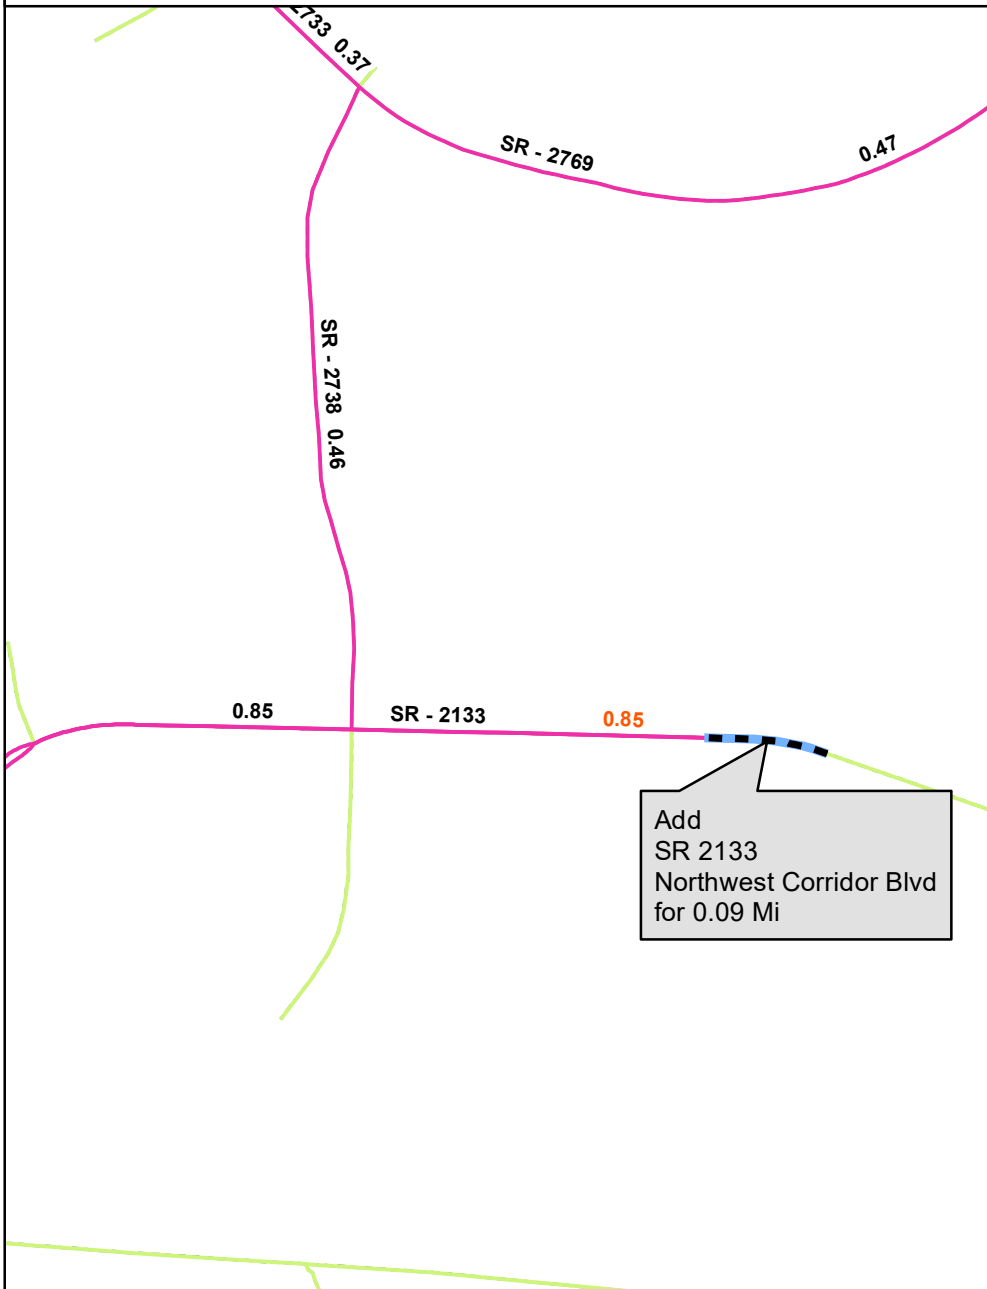 2733 0.37
SR - 2769
0.47
SR - 2738 0.46
0.85
SR - 2133
0.85
Add
SR 2133
Northwest Corridor Blvd
for 0.09 Mi